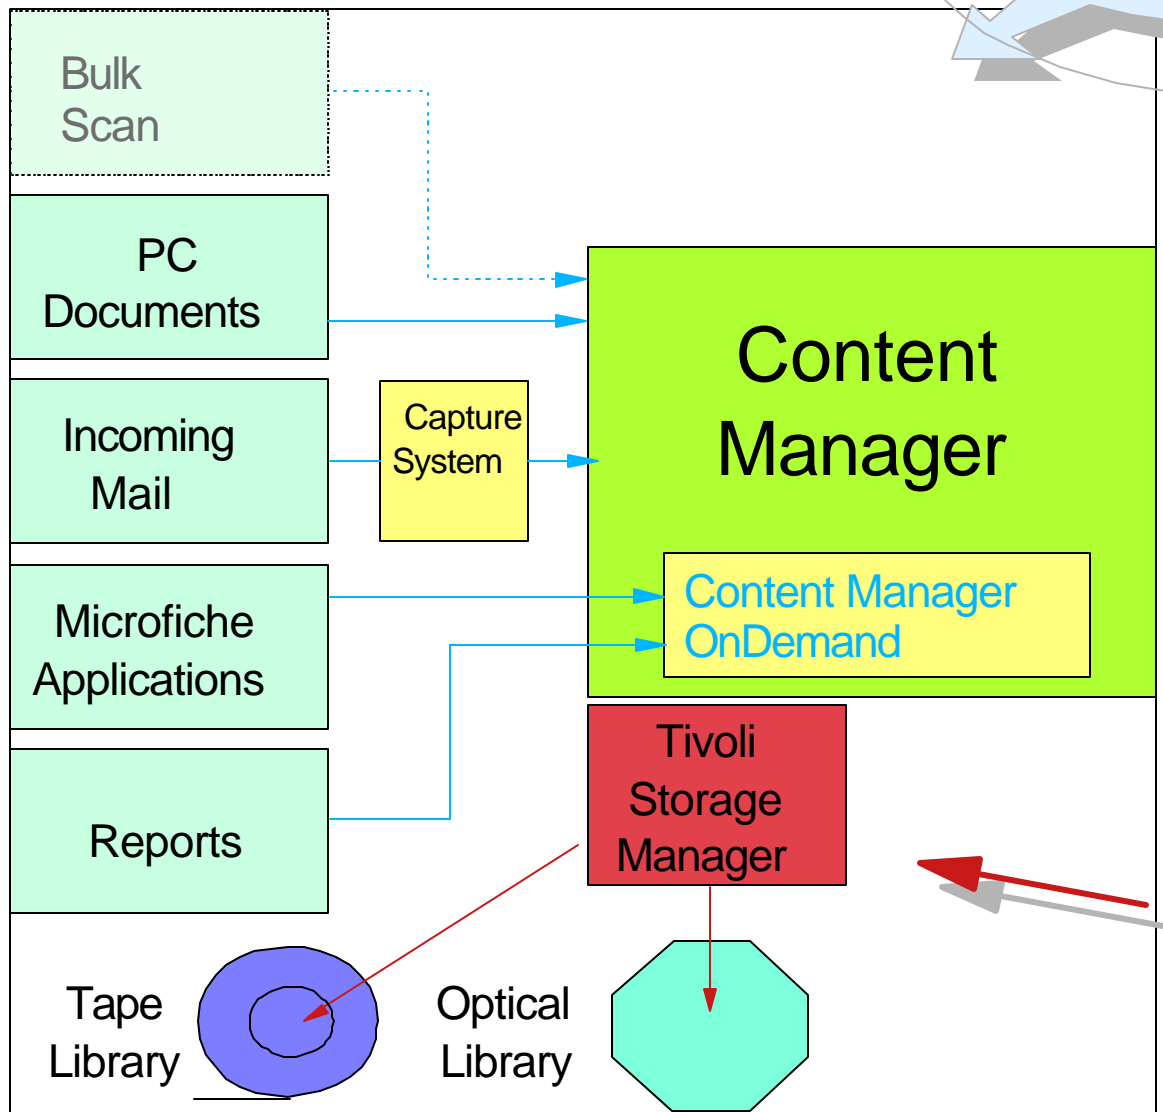 Bulk
Scan
PC
Documents
Content
Manager
Incoming
Mail
Capture
System
Content Manager
OnDemand
Microfiche
Applications
Tivoli
Storage
Manager
Reports
Tape
Library
Optical
Library